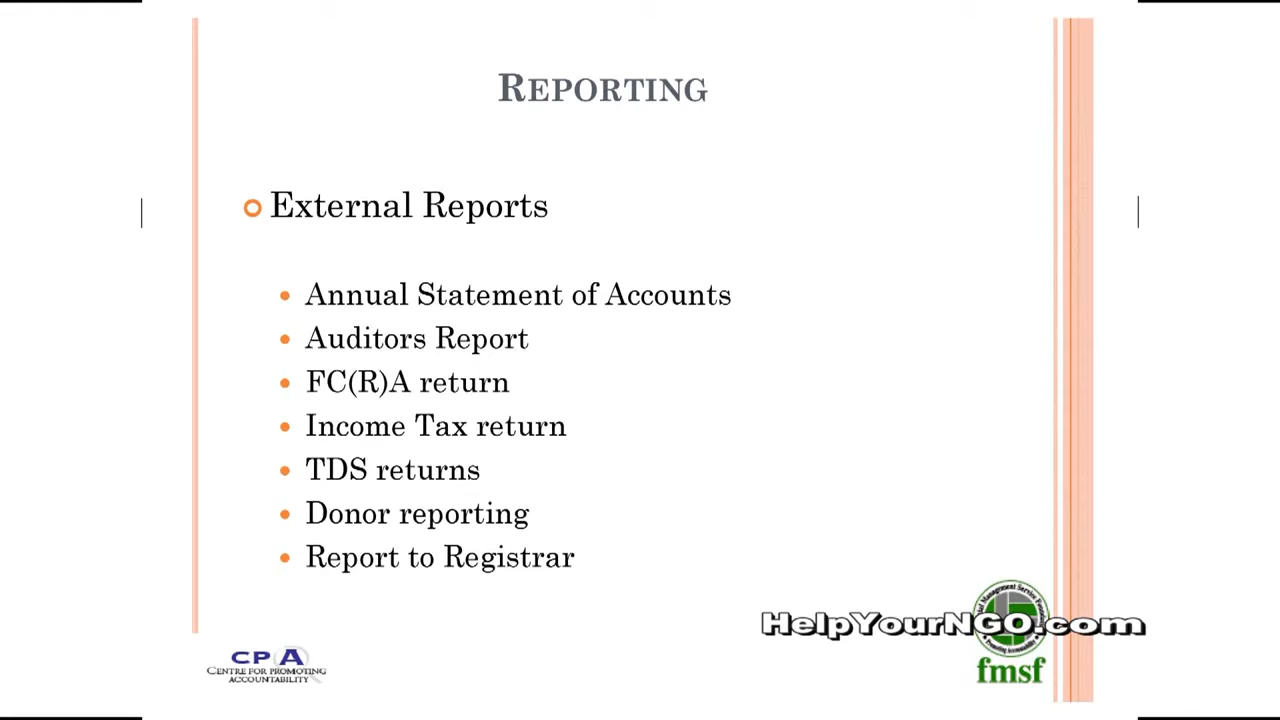 REPORTING
External Reports
Annual Statement of Accounts
Auditors Report
FC(R)A return
Income Tax return
TDS returns
Donor reporting
Report to Registrar
HelpYourNGO.com
CPA
CENTRE FOR PROMOTING
ACCOUNTABILITY
fmsf